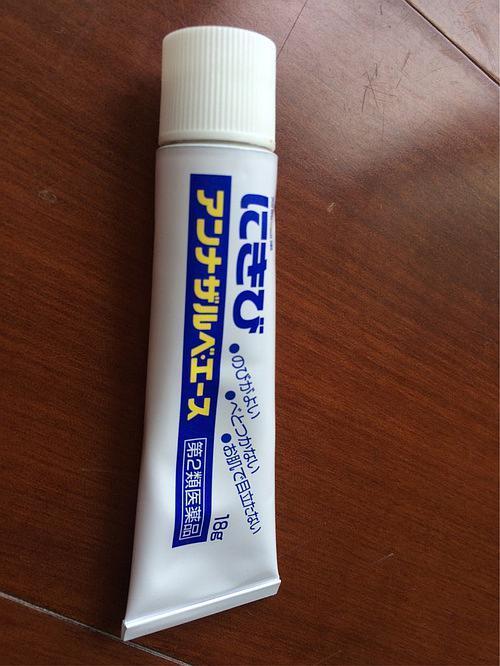 にきび
アンナザルベ・エース
●のびがよい
●べとつかない
●お肌で目立たない
第2類医薬品
18g